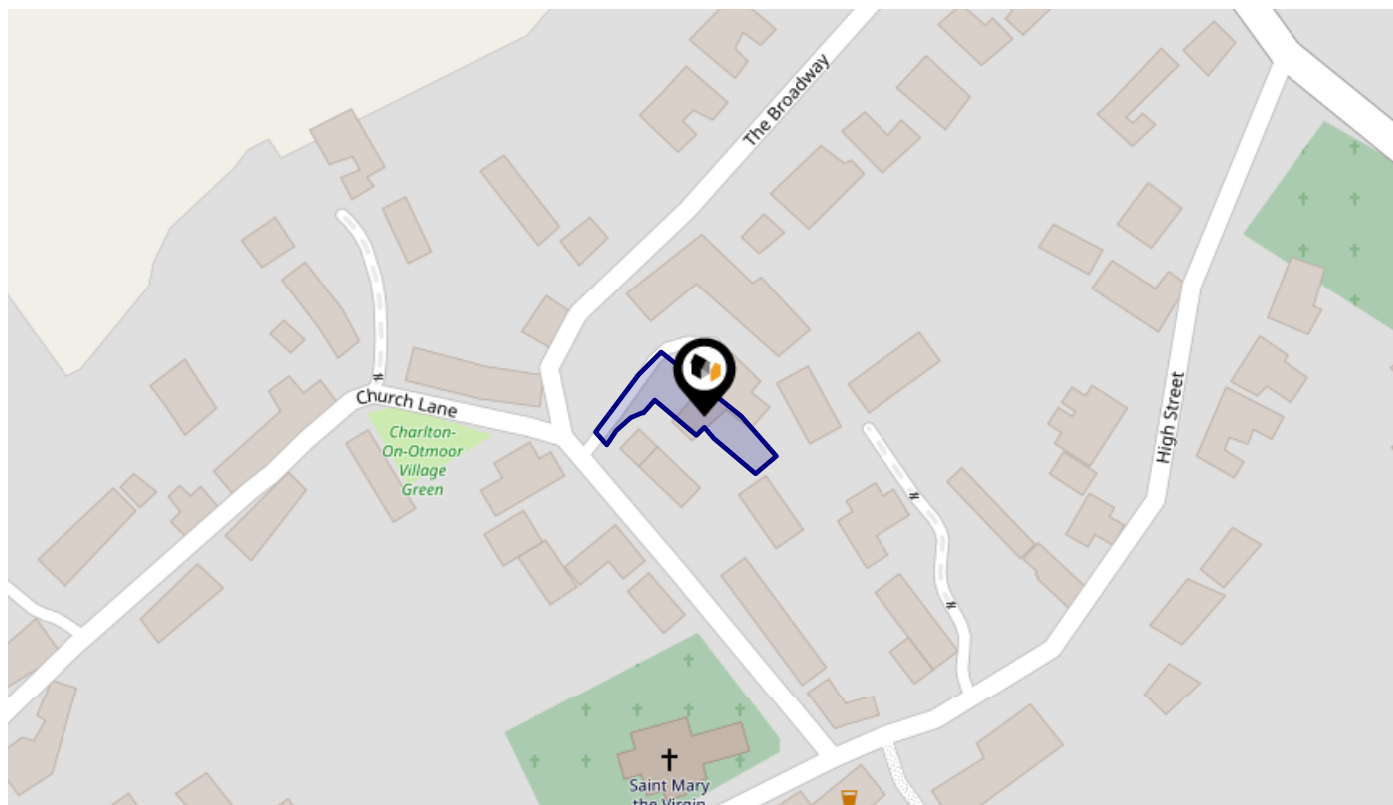 The Broadway
Church Lane
Charlton-
On-Otmoor
Village
Green
High Street
Saint Mary
the Virgin